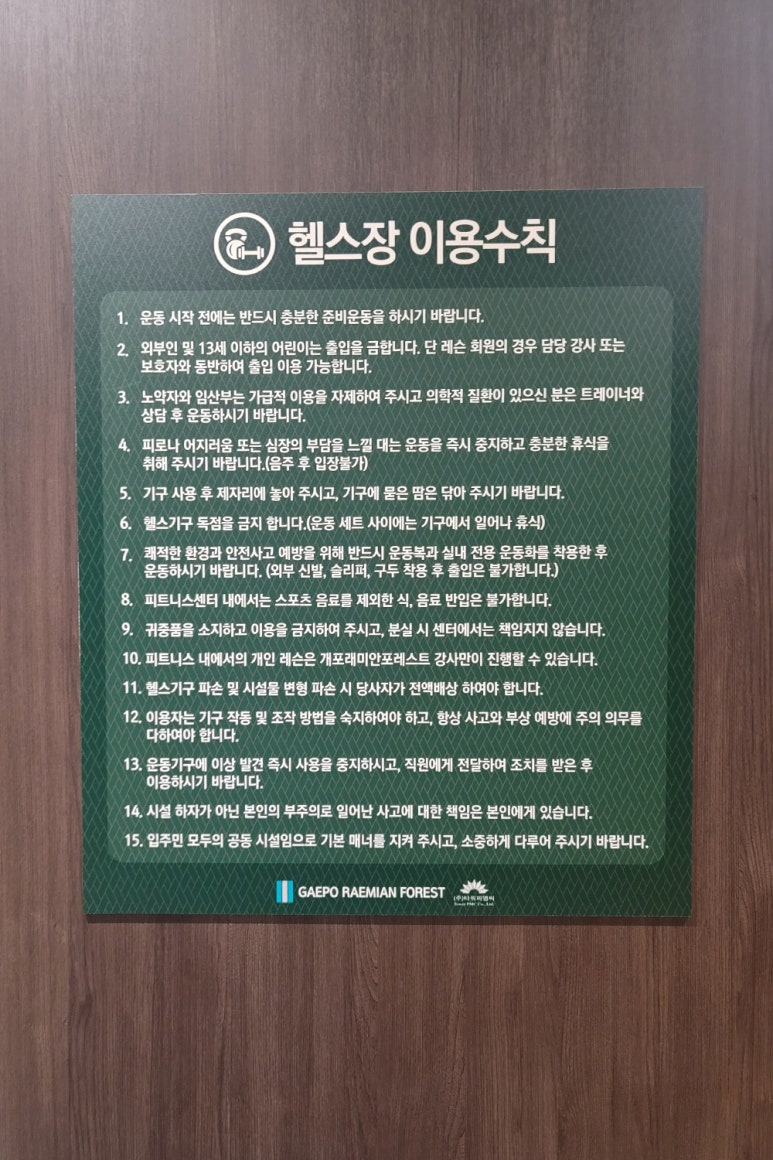 헬스장 이용수칙
1. 운동 시작 전에는 반드시 충분한 준비운동을 하시기 바랍니다.
2. 외부인 및 13세 이하의 어린이는 출입을 금합니다. 단 레슨 회원의 경우 담당 강사 또는
보호자와 동반하여 출입 이용 가능합니다.
3. 노약자와 임산부는 가급적 이용을 자제하여 주시고 의학적 질환이 있으신 분은 트레이너와
상담 후 운동하시기 바랍니다.
4. 피로나 어지러움 또는 심장의 부담을 느낄 대는 운동을 즉시 중지하고 충분한 휴식을
취해 주시기 바랍니다.(음주 후 입장불가)
5. 기구 사용 후 제자리에 놓아 주시고, 기구에 묻은 땀은 닦아 주시기 바랍니다.
6. 헬스기구 독점을 금지 합니다.(운동 세트 사이에는 기구에서 일어나 휴식)
7. 쾌적한 환경과 안전사고 예방을 위해 반드시 운동복과 실내 전용 운동화를 착용한 후
운동하시기 바랍니다. (외부 신발, 슬리퍼, 구두 착용 후 출입은 불가합니다.)
8. 피트니스센터 내에서는 스포츠 음료를 제외한 식, 음료 반입은 불가합니다.
9. 귀중품을 소지하고 이용을 금지하여 주시고, 분실 시 센터에서는 책임지지 않습니다.
10. 피트니스 내에서의 개인 레슨은 개포래미안포레스트 강사만이 진행할 수 있습니다.
11. 헬스기구 파손 및 시설물 변형 파손 시 당사자가 전액배상 하여야 합니다.
12. 이용자는 기구 작동 및 조작 방법을 숙지하여야 하고, 항상 사고와 부상 예방에 주의 의무를
다하여야 합니다.
13. 운동기구에 이상 발견 즉시 사용을 중지하시고, 직원에게 전달하여 조치를 받은 후
이용하시기 바랍니다.
14. 시설 하자가 아닌 본인의 부주의로 일어난 사고에 대한 책임은 본인에게 있습니다.
15. 입주민 모두의 공동 시설임으로 기본 매너를 지켜 주시고, 소중하게 다루어 주시기 바랍니다.
GAEPO RAEMIAN FOREST
(주)타워피엠씨
Tower PMC Co., Ltd.